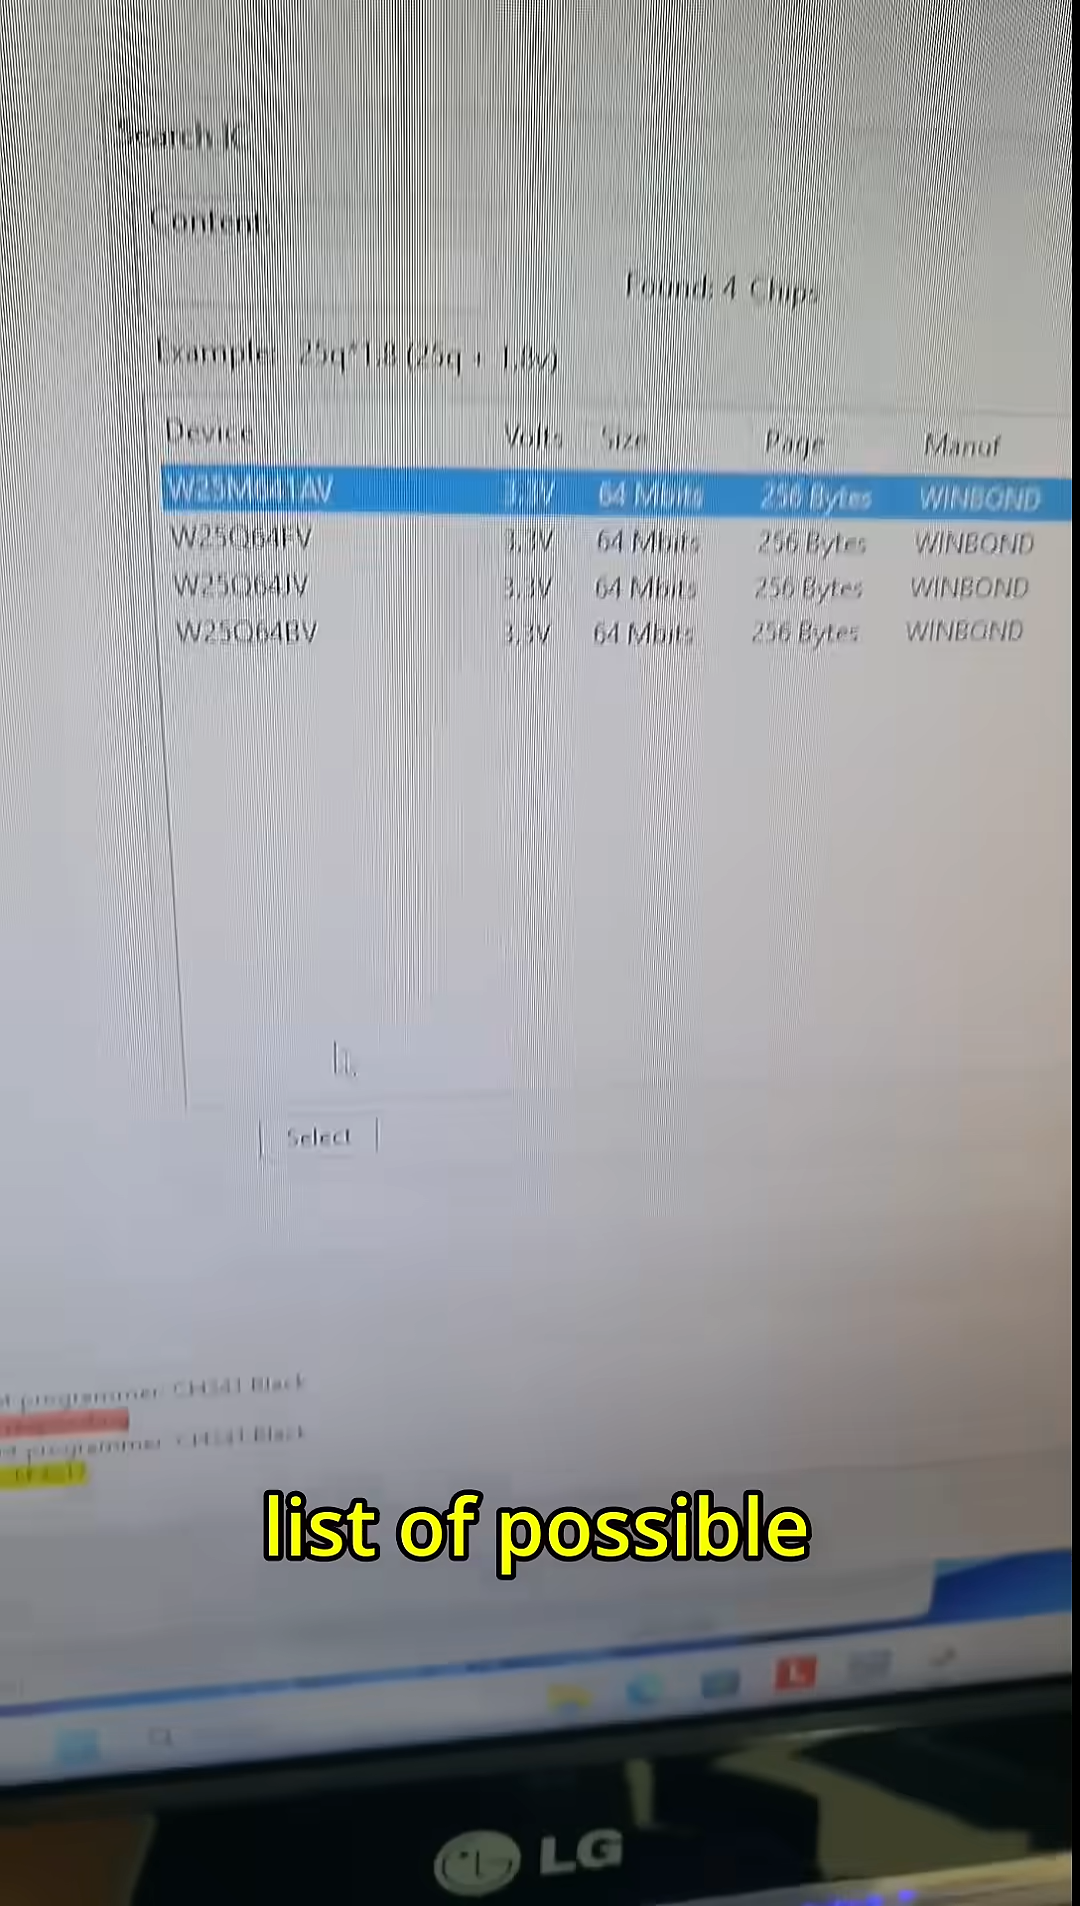 Search IC
Content:
Found: 4 Chips
Example: 25q*1.8 (25q + 1.8v)
Device Volts Size Page Manuf
W25M641AV 3.3V 64 Mbits 256 Bytes WINBOND
W25Q64FV 3.3V 64 Mbits 256 Bytes WINBOND
W25Q64JV 3.3V 64 Mbits 256 Bytes WINBOND
W25Q64BV 3.3V 64 Mbits 256 Bytes WINBOND
Select
programmer: CH341 Black
programmer: CH341 Black
list of possible
LG